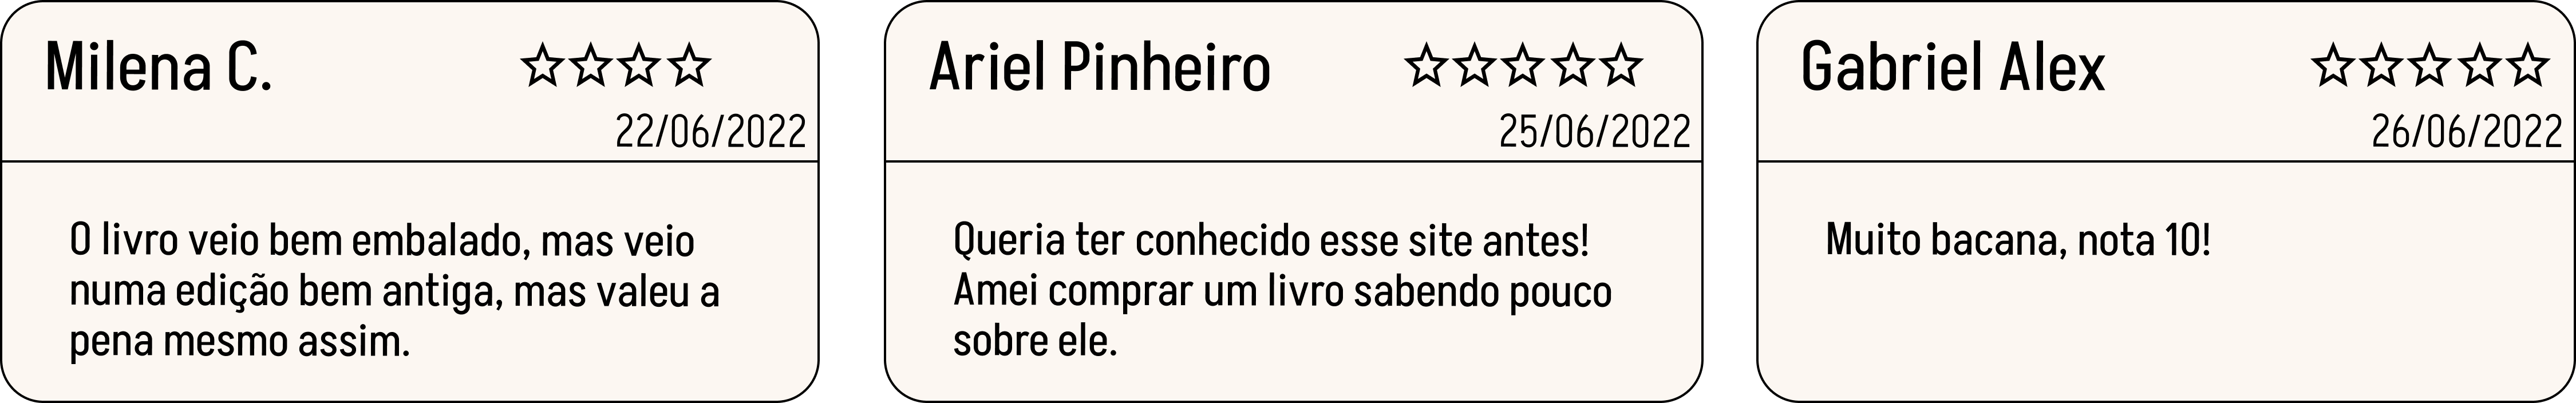 Milena C.
22/06/2022
O livro veio bem embalado, mas veio
numa edição bem antiga, mas valeu a
pena mesmo assim.
Ariel Pinheiro
25/06/2022
Queria ter conhecido esse site antes!
Amei comprar um livro sabendo pouco
sobre ele.
Gabriel Alex
26/06/2022
Muito bacana, nota 10!